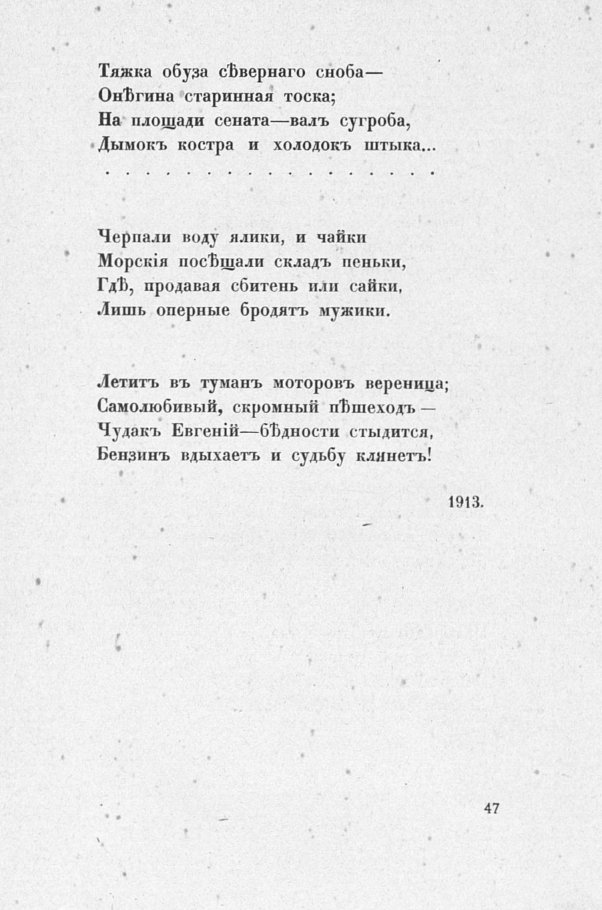 Тяжка обуза сѣвернаго сноба—
Онѣгина старинная тоска;
На площади сената—валъ сугроба,
Дымокъ костра и холодокъ штыка...
. . . . . . . . . . . . . . . . .
Черпали воду ялики, и чайки
Морскія посѣщали складъ пеньки,
Гдѣ, продавая сбитень или сайки,
Лишь оперные бродятъ мужики.
Летитъ въ туманъ моторовъ вереница;
Самолюбивый, скромный пѣшеходъ—
Чудакъ Евгеній—бѣдности стыдится,
Бензинъ вдыхаетъ и судьбу клянетъ!
1913.
47